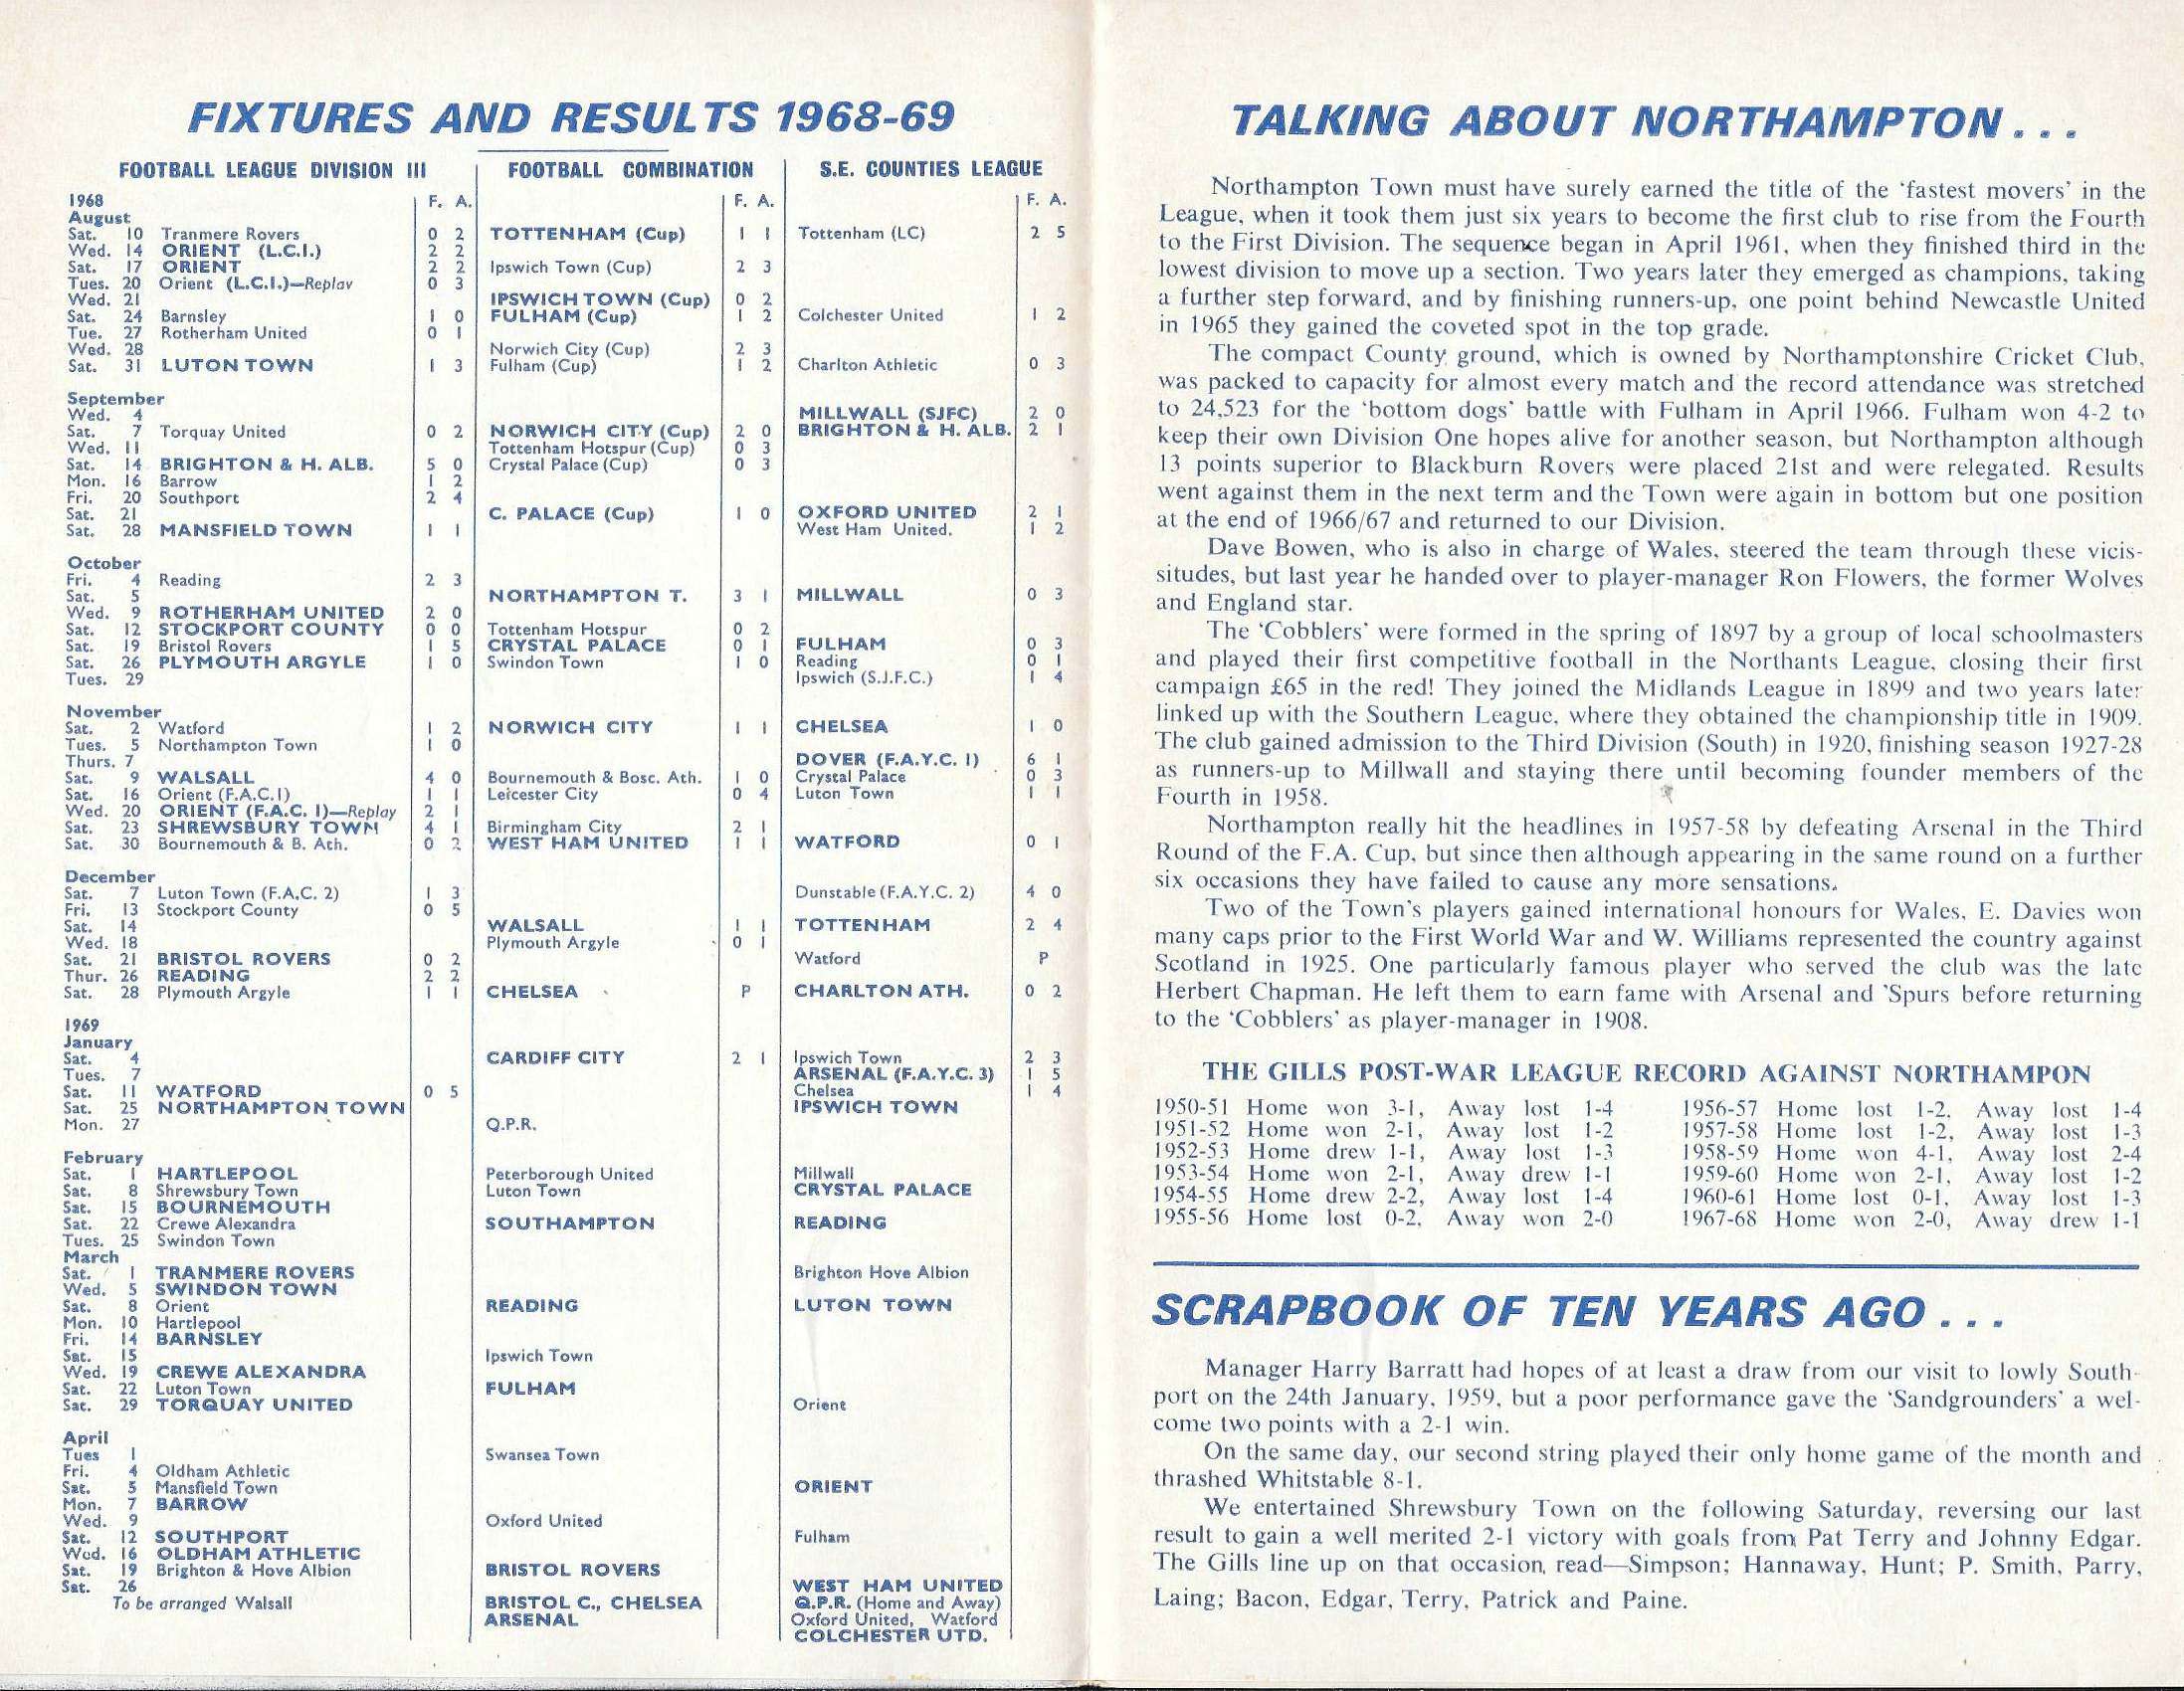 FIXTURES AND RESULTS 1968-69
FOOTBALL LEAGUE DIVISION III FOOTBALL COMBINATION S.E. COUNTIES LEAGUE
1968 F. A. F. A. F. A.
August
Sat. 10 Tranmere Rovers 0 2 TOTTENHAM (Cup) 1 1 Tottenham (LC) 2 5
Wed. 14 ORIENT (L.C.I.) 2 2
Sat. 17 ORIENT 2 2 Ipswich Town (Cup) 2 3
Tues. 20 Orient (L.C.I.)—Replay 0 3
Wed. 21 IPSWICH TOWN (Cup) 0 2
Sat. 24 Barnsley 1 0 FULHAM (Cup) 1 2 Colchester United 1 2
Tue. 27 Rotherham United 0 1
Wed. 28 Norwich City (Cup) 2 3
Sat. 31 LUTON TOWN 1 3 Fulham (Cup) 1 2 Charlton Athletic 0 3
September
Wed. 4 MILLWALL (SJFC) 2 0
Sat. 7 Torquay United 0 2 NORWICH CITY (Cup) 2 0 BRIGHTON & H. ALB. 2 1
Wed. 11 Tottenham Hotspur (Cup) 0 3
Sat. 14 BRIGHTON & H. ALB. 5 0 Crystal Palace (Cup) 0 3
Mon. 16 Barrow 1 2
Fri. 20 Southport 2 4
Sat. 21 C. PALACE (Cup) 1 0 OXFORD UNITED 2 1
Sat. 28 MANSFIELD TOWN 1 1 West Ham United. 1 2
October
Fri. 4 Reading 2 3
Sat. 5 NORTHAMPTON T. 3 1 MILLWALL 0 3
Wed. 9 ROTHERHAM UNITED 2 0
Sat. 12 STOCKPORT COUNTY 0 0 Tottenham Hotspur 0 2
Sat. 19 Bristol Rovers 1 5 CRYSTAL PALACE 0 1 FULHAM 0 3
Sat. 26 PLYMOUTH ARGYLE 1 0 Swindon Town 1 0 Reading 0 1
Tues. 29 Ipswich (S.J.F.C.) 1 4
November
Sat. 2 Watford 1 2 NORWICH CITY 1 1 CHELSEA 1 0
Tues. 5 Northampton Town 1 0
Thurs. 7 DOVER (F.A.Y.C. 1) 6 1
Sat. 9 WALSALL 4 0 Bournemouth & Bosc. Ath. 1 0 Crystal Palace 0 3
Sat. 16 Orient (F.A.C.I) 1 1 Leicester City 0 4 Luton Town 1 1
Wed. 20 ORIENT (F.A.C. I)—Replay 2 1
Sat. 23 SHREWSBURY TOWN 4 1 Birmingham City 2 1
Sat. 30 Bournemouth & B. Ath. 0 2 WEST HAM UNITED 1 1 WATFORD 0 1
December
Sat. 7 Luton Town (F.A.C. 2) 1 3 Dunstable (F.A.Y.C. 2) 4 0
Fri. 13 Stockport County 0 5
Sat. 14 WALSALL 1 1 TOTTENHAM 2 4
Wed. 18 Plymouth Argyle 0 1
Sat. 21 BRISTOL ROVERS 0 2 Watford P
Thur. 26 READING 2 2
Sat. 28 Plymouth Argyle 1 1 CHELSEA P CHARLTON ATH. 0 2
1969
January
Sat. 4 CARDIFF CITY 2 1 Ipswich Town 2 3
Tues. 7 ARSENAL (F.A.Y.C. 3) 1 5
Sat. 11 WATFORD 0 5 Chelsea 1 4
Sat. 25 NORTHAMPTON TOWN IPSWICH TOWN
Mon. 27 Q.P.R.
February
Sat. 1 HARTLEPOOL Peterborough United Millwall
Sat. 8 Shrewsbury Town Luton Town CRYSTAL PALACE
Sat. 15 BOURNEMOUTH
Sat. 22 Crewe Alexandra SOUTHAMPTON READING
Tues. 25 Swindon Town
March
Sat. 1 TRANMERE ROVERS Brighton Hove Albion
Wed. 5 SWINDON TOWN
Sat. 8 Orient READING LUTON TOWN
Mon. 10 Hartlepool
Fri. 14 BARNSLEY
Sat. 15 Ipswich Town
Wed. 19 CREWE ALEXANDRA
Sat. 22 Luton Town FULHAM
Sat. 29 TORQUAY UNITED Orient
April
Tues 1 Swansea Town
Fri. 4 Oldham Athletic
Sat. 5 Mansfield Town ORIENT
Mon. 7 BARROW
Wed. 9 Oxford United
Sat. 12 SOUTHPORT Fulham
Wed. 16 OLDHAM ATHLETIC
Sat. 19 Brighton & Hove Albion BRISTOL ROVERS
Sat. 26 WEST HAM UNITED
To be arranged Walsall BRISTOL C., CHELSEA Q.P.R. (Home and Away)
ARSENAL Oxford United, Watford
COLCHESTER UTD.
TALKING ABOUT NORTHAMPTON...
Northampton Town must have surely earned the title of the 'fastest movers' in the
League, when it took them just six years to become the first club to rise from the Fourth
to the First Division. The sequence began in April 1961, when they finished third in the
lowest division to move up a section. Two years later they emerged as champions, taking
a further step forward, and by finishing runners-up, one point behind Newcastle United
in 1965 they gained the coveted spot in the top grade.
The compact County ground, which is owned by Northamptonshire Cricket Club,
was packed to capacity for almost every match and the record attendance was stretched
to 24,523 for the 'bottom dogs' battle with Fulham in April 1966. Fulham won 4-2 to
keep their own Division One hopes alive for another season, but Northampton although
13 points superior to Blackburn Rovers were placed 21st and were relegated. Results
went against them in the next term and the Town were again in bottom but one position
at the end of 1966/67 and returned to our Division.
Dave Bowen, who is also in charge of Wales, steered the team through these vicis-
situdes, but last year he handed over to player-manager Ron Flowers, the former Wolves
and England star.
The 'Cobblers' were formed in the spring of 1897 by a group of local schoolmasters
and played their first competitive football in the Northants League, closing their first
campaign £65 in the red! They joined the Midlands League in 1899 and two years later
linked up with the Southern League, where they obtained the championship title in 1909.
The club gained admission to the Third Division (South) in 1920, finishing season 1927-28
as runners-up to Millwall and staying there until becoming founder members of the
Fourth in 1958.
Northampton really hit the headlines in 1957-58 by defeating Arsenal in the Third
Round of the F.A. Cup, but since then although appearing in the same round on a further
six occasions they have failed to cause any more sensations.
Two of the Town's players gained international honours for Wales, E. Davies won
many caps prior to the First World War and W. Williams represented the country against
Scotland in 1925. One particularly famous player who served the club was the late
Herbert Chapman. He left them to earn fame with Arsenal and 'Spurs before returning
to the 'Cobblers' as player-manager in 1908.
THE GILLS POST-WAR LEAGUE RECORD AGAINST NORTHAMPON
1950-51 Home won 3-1, Away lost 1-4 1956-57 Home lost 1-2, Away lost 1-4
1951-52 Home won 2-1, Away lost 1-2 1957-58 Home lost 1-2, Away lost 1-3
1952-53 Home drew 1-1, Away lost 1-3 1958-59 Home won 4-1, Away lost 2-4
1953-54 Home won 2-1, Away drew 1-1 1959-60 Home won 2-1, Away lost 1-2
1954-55 Home drew 2-2, Away lost 1-4 1960-61 Home lost 0-1, Away lost 1-3
1955-56 Home lost 0-2, Away won 2-0 1967-68 Home won 2-0, Away drew 1-1
SCRAPBOOK OF TEN YEARS AGO...
Manager Harry Barratt had hopes of at least a draw from our visit to lowly South-
port on the 24th January, 1959, but a poor performance gave the 'Sandgrounders' a wel-
come two points with a 2-1 win.
On the same day, our second string played their only home game of the month and
thrashed Whitstable 8-1.
We entertained Shrewsbury Town on the following Saturday, reversing our last
result to gain a well merited 2-1 victory with goals from Pat Terry and Johnny Edgar.
The Gills line up on that occasion, read—Simpson; Hannaway, Hunt; P. Smith, Parry,
Laing; Bacon, Edgar, Terry, Patrick and Paine.